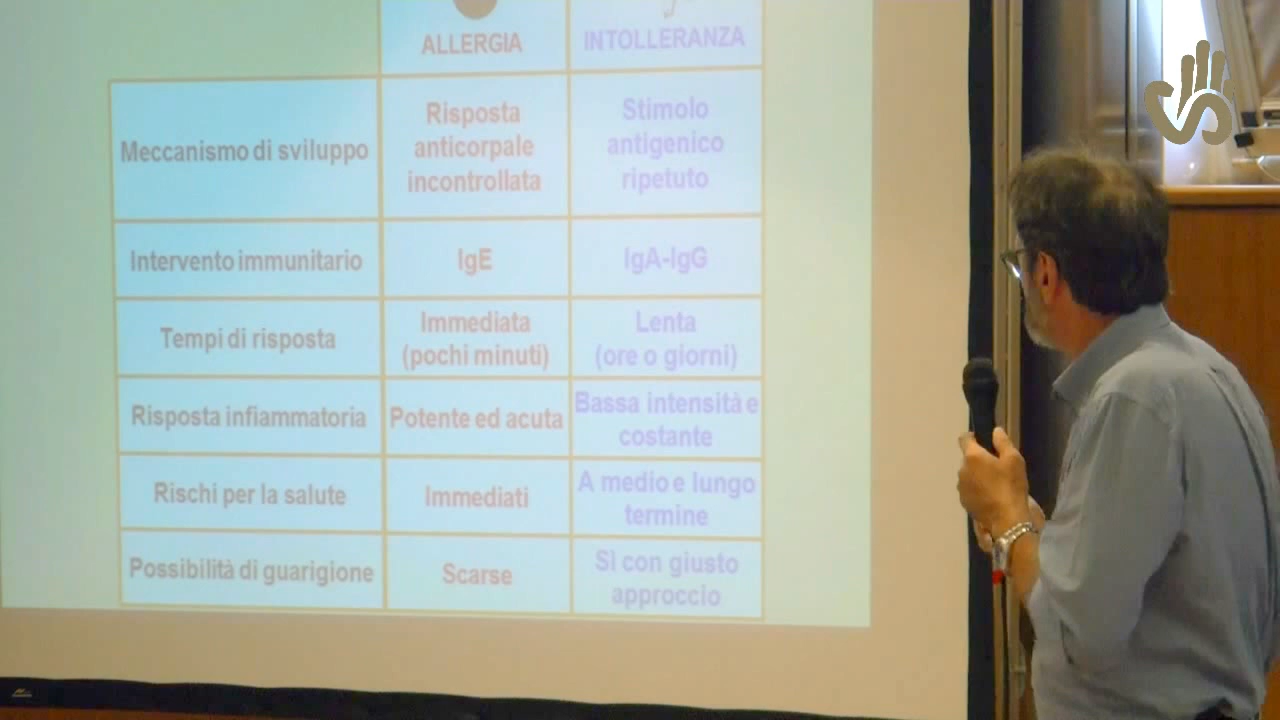 ALLERGIA INTOLLERANZA
Meccanismo di sviluppo
Risposta
anticorpale
incontrollata
Stimolo
antigenico
ripetuto
Intervento immunitario
IgE
IgA-IgG
Tempi di risposta
Immediata
(pochi minuti)
Lenta
(ore o giorni)
Risposta infiammatoria
Potente ed acuta
Bassa intensità e
costante
Rischi per la salute
Immediati
A medio e lungo
termine
Possibilità di guarigione
Scarse
Sì con giusto
approccio